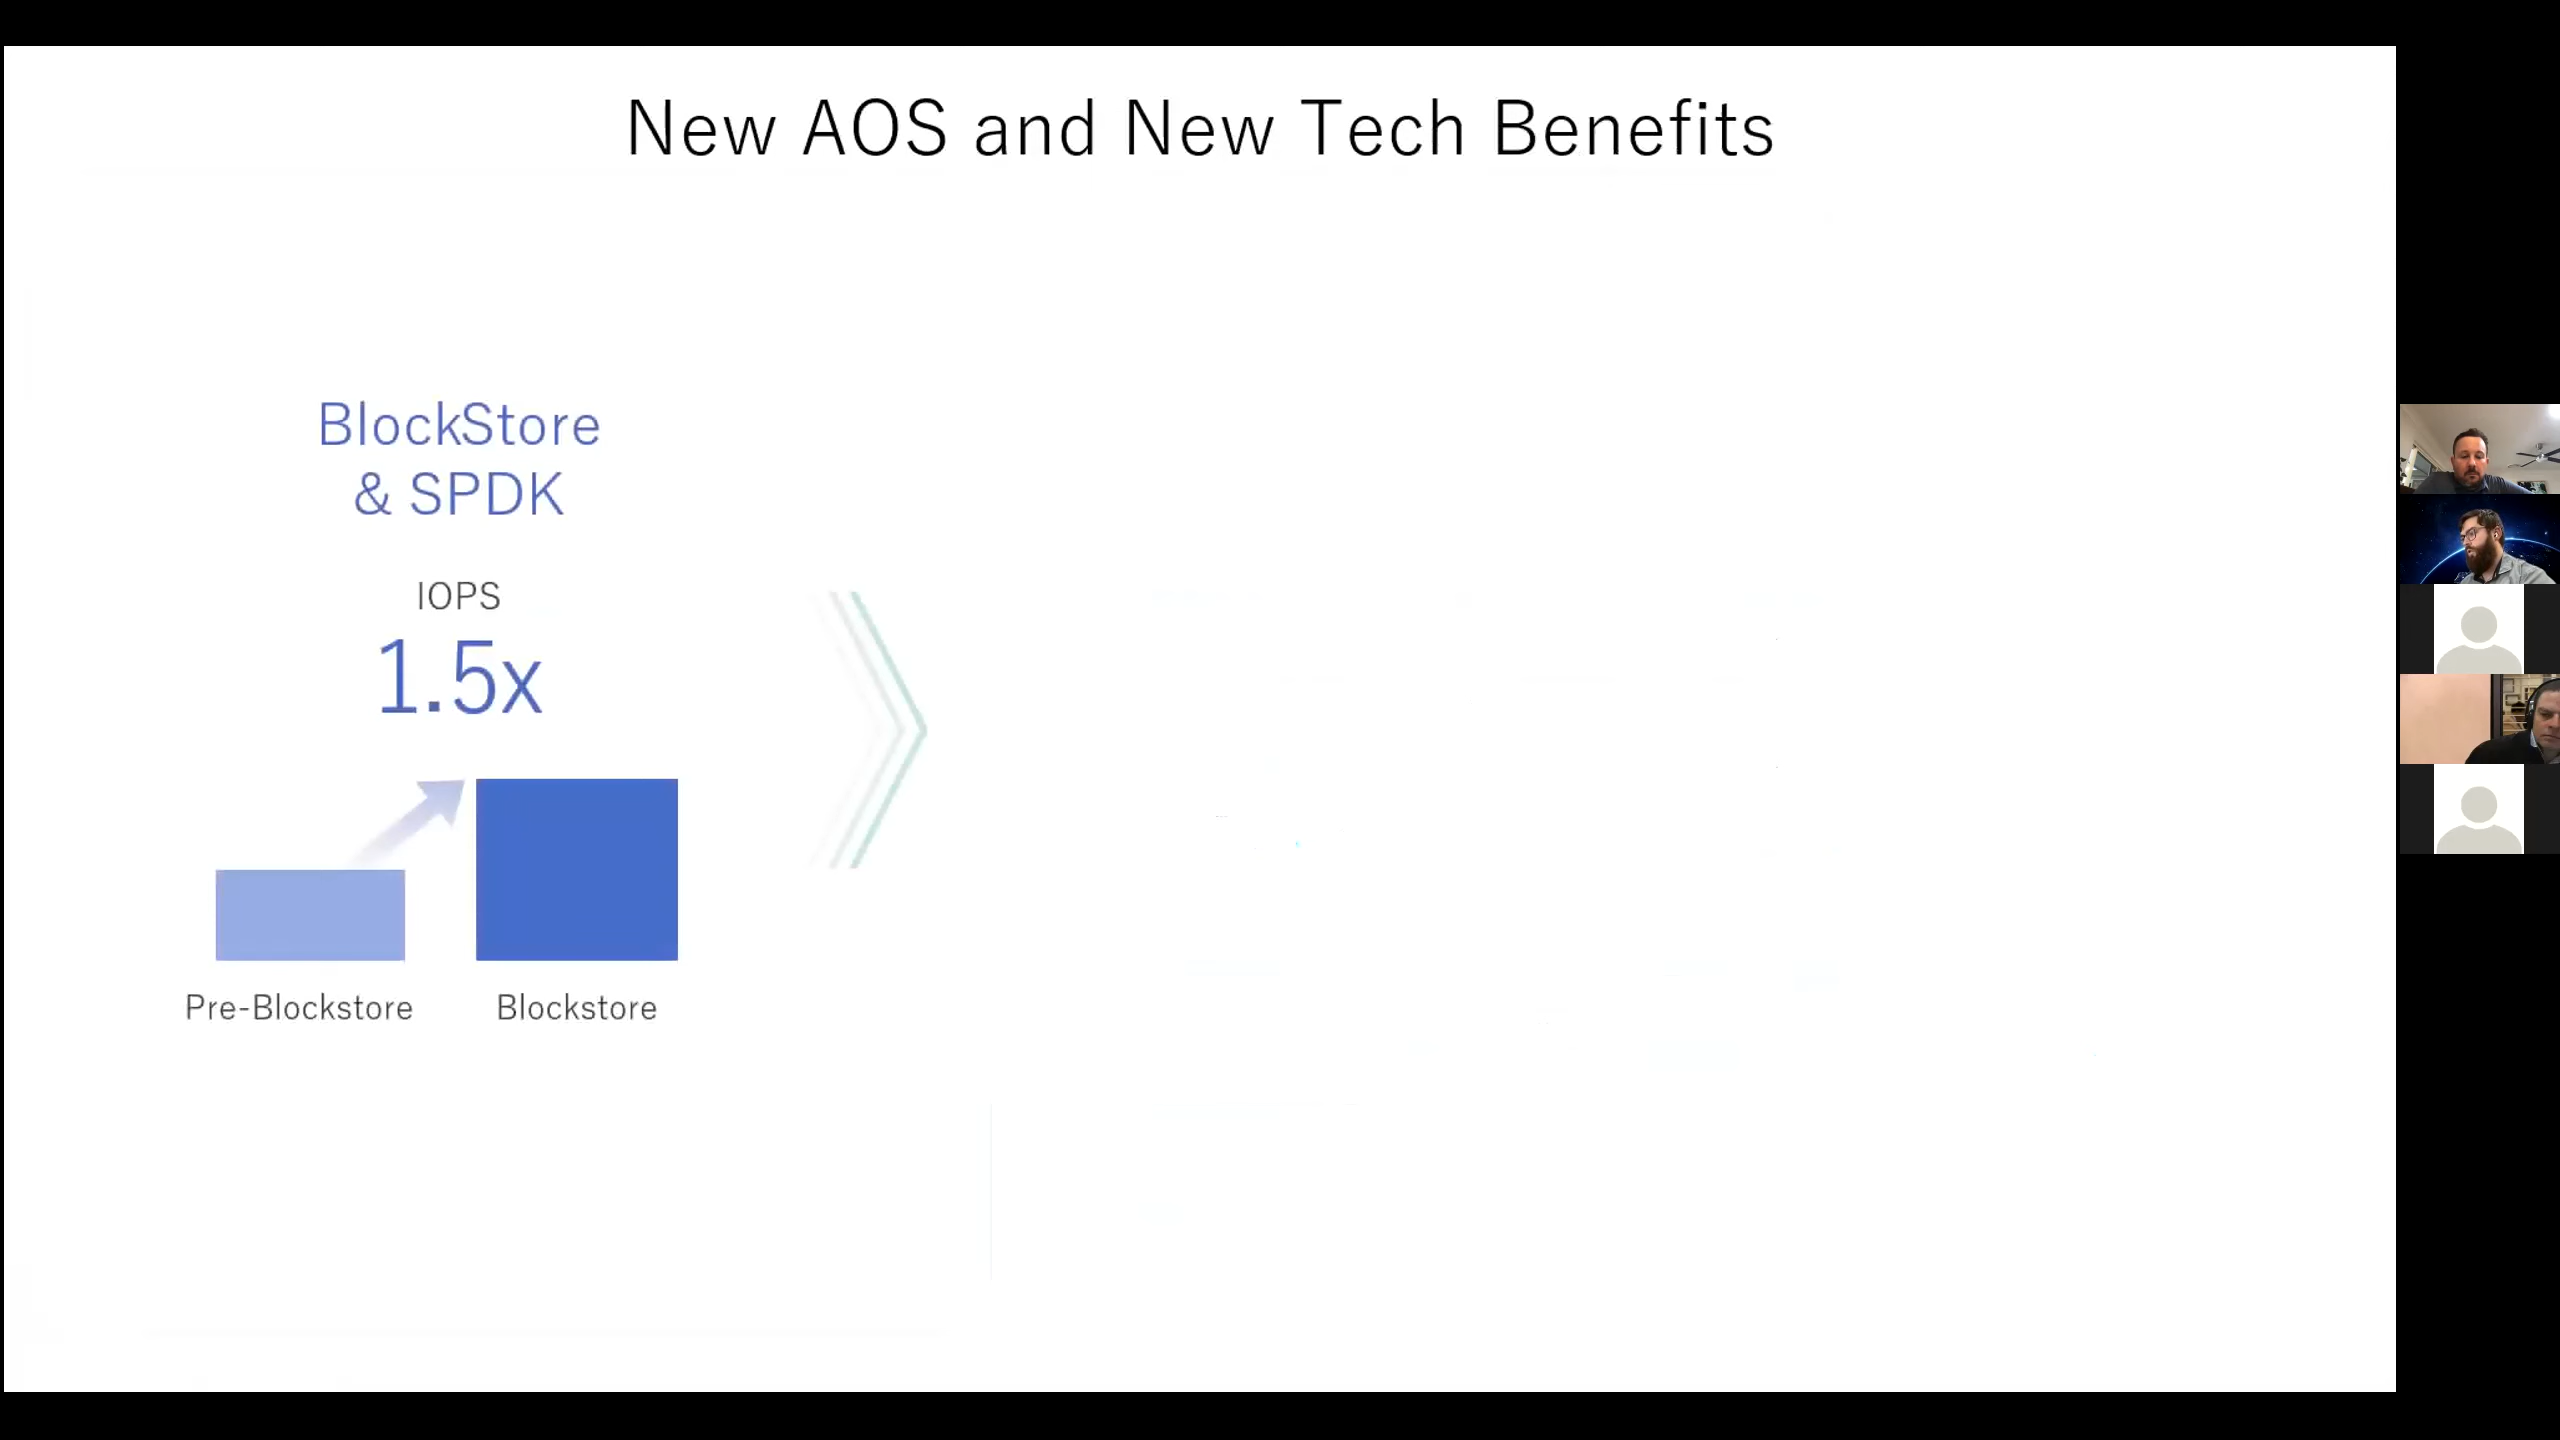 New AOS and New Tech Benefits
BlockStore
& SPDK
IOPS
1.5x
Pre-Blockstore
Blockstore